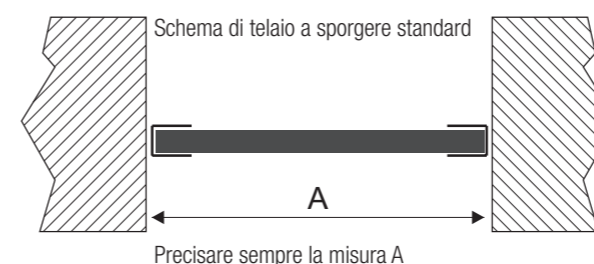 Schema di telaio a sporgere standard
A
Precisare sempre la misura A